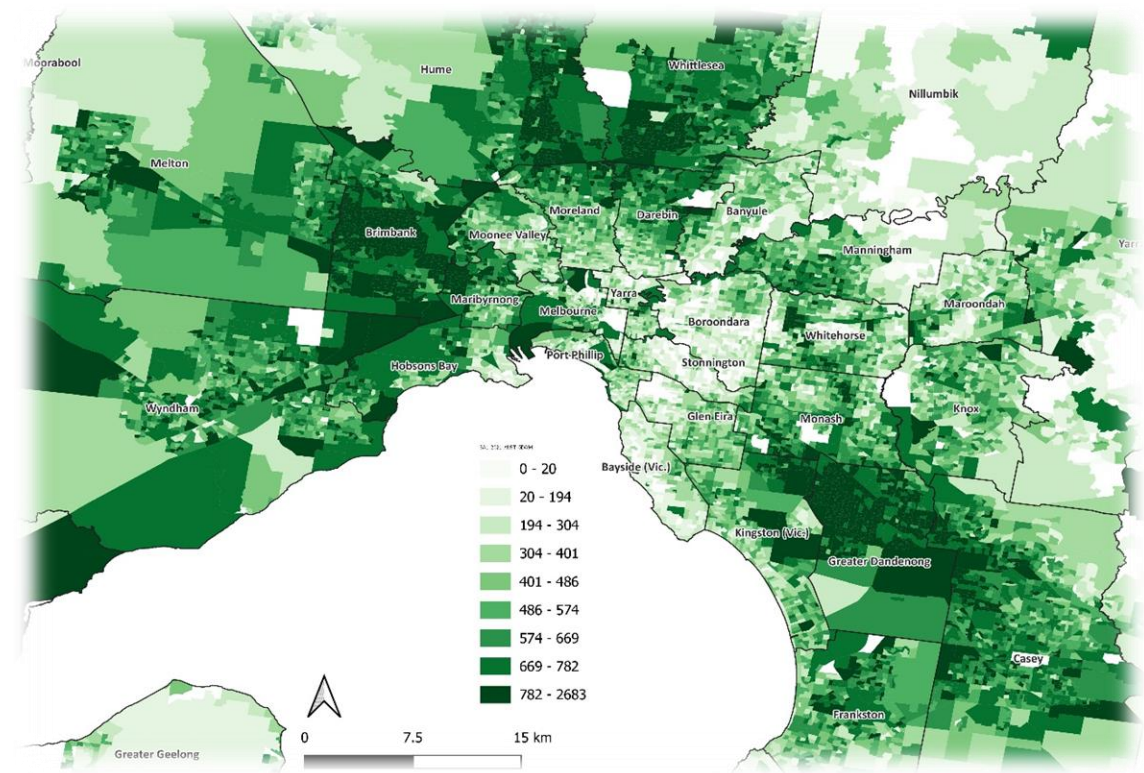 Moorabool
Hume
Whittlesea
Nillumbik
Melton
Brimbank
Moonee Valley
Moreland
Darebin
Banyule
Manningham
Maribyrnong
Melbourne
Yarra
Boroondara
Whitehorse
Maroondah
Hobsons Bay
Port Phillip
Stonnington
Wyndham
Glen Eira
Monash
Knox
Bayside (Vic.)
Kingston (Vic.)
Greater Dandenong
Casey
Frankston
Greater Geelong
0 - 20
20 - 194
194 - 304
304 - 401
401 - 486
486 - 574
574 - 669
669 - 782
782 - 2683
0 7.5 15 km